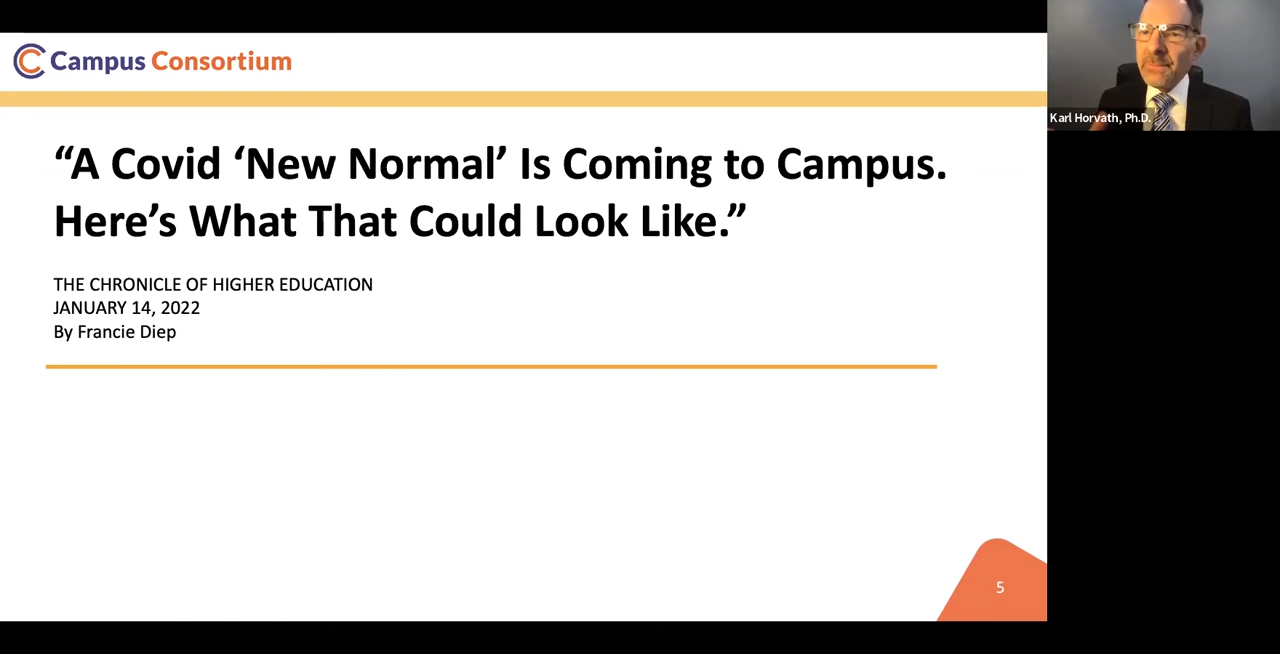 Campus Consortium
Karl Horvath, Ph.D.
“A Covid ‘New Normal’ Is Coming to Campus.
Here’s What That Could Look Like.”
THE CHRONICLE OF HIGHER EDUCATION
JANUARY 14, 2022
By Francie Diep
5